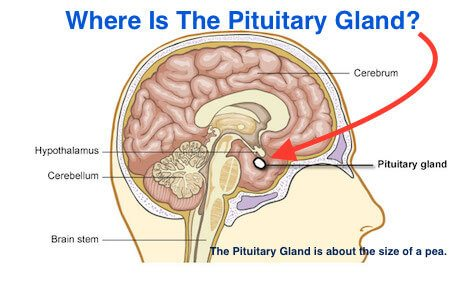 Where Is The Pituitary Gland?
Cerebrum
Hypothalamus
Pituitary gland
Cerebellum
Brain stem
The Pituitary Gland is about the size of a pea.